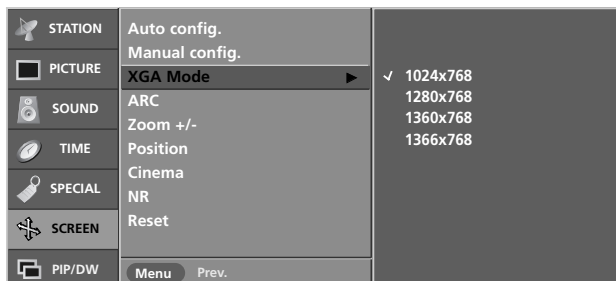 STATION
PICTURE
SOUND
TIME
SPECIAL
SCREEN
PIP/DW
Auto config.
Manual config.
XGA Mode
ARC
Zoom +/-
Position
Cinema
NR
Reset
Menu Prev.
1024x768
1280x768
1360x768
1366x768